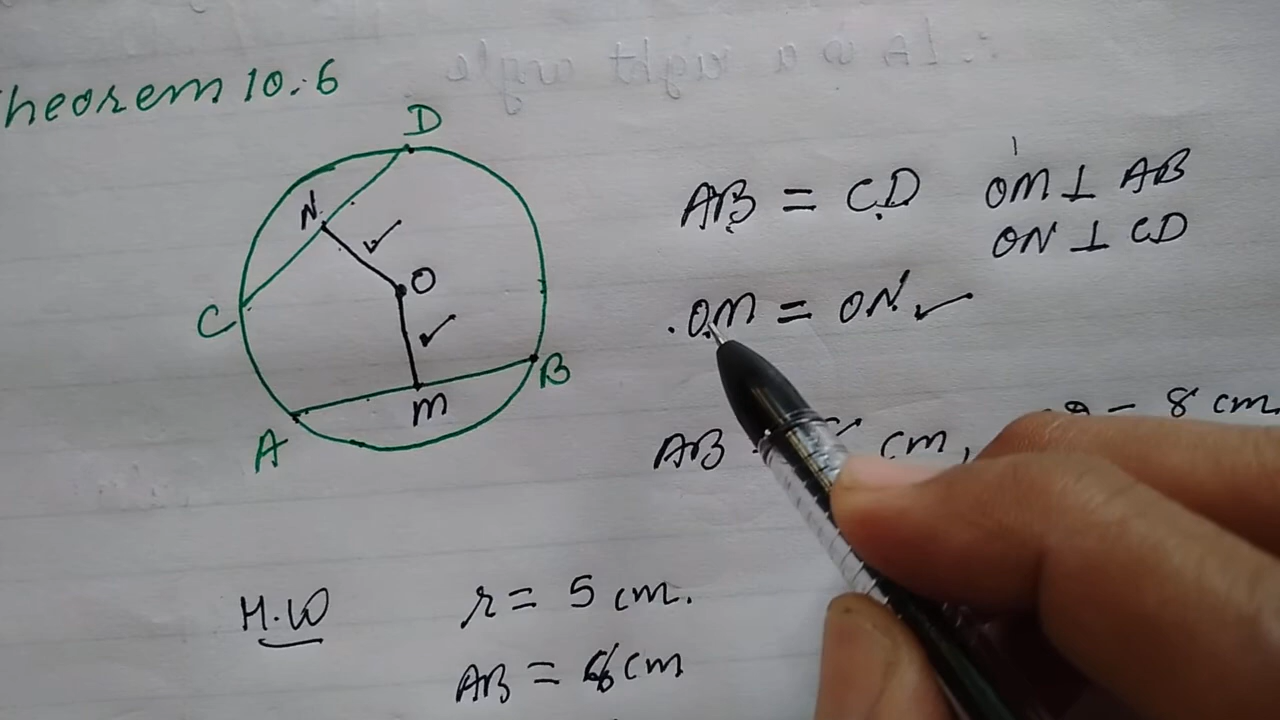 Theorem 10.6
D
N
O
C
B
M
A
AB = CD OM ⊥ AB
ON ⊥ CD
OM = ON ✓
AB cm, 8 cm
H.W r = 5 cm.
AB = 6 cm